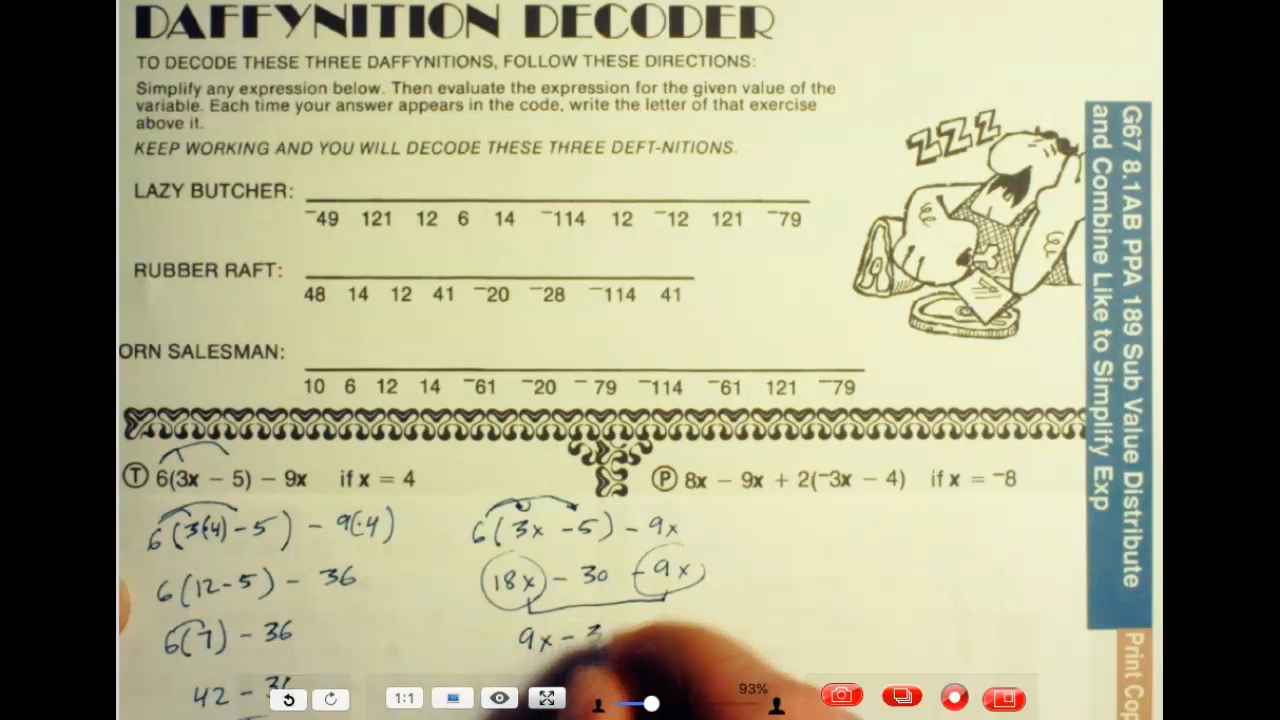 DAFFYNITION DECODER
TO DECODE THESE THREE DAFFYNITIONS, FOLLOW THESE DIRECTIONS:
Simplify any expression below. Then evaluate the expression for the given value of the
variable. Each time your answer appears in the code, write the letter of that exercise
above it.
KEEP WORKING AND YOU WILL DECODE THESE THREE DEFT-NITIONS.
ZZZ
LAZY BUTCHER:
⁻49 121 12 6 14 ⁻114 12 ⁻12 121 ⁻79
RUBBER RAFT:
48 14 12 41 ⁻20 ⁻28 ⁻114 41
ORN SALESMAN:
10 6 12 14 ⁻61 ⁻20 ⁻79 ⁻114 ⁻61 121 ⁻79
Ⓣ 6(3x − 5) − 9x if x = 4
Ⓟ 8x − 9x + 2(⁻3x − 4) if x = ⁻8
6(3(4) − 5) − 9(4)
6(12 − 5) − 36
6(7) − 36
42 − 36
6(3x − 5) − 9x
18x − 30 − 9x
9x − 3
G67 8.1AB PPA 189 Sub Value Distribute
and Combine Like to Simplify Exp
Print Cop
1:1
93%